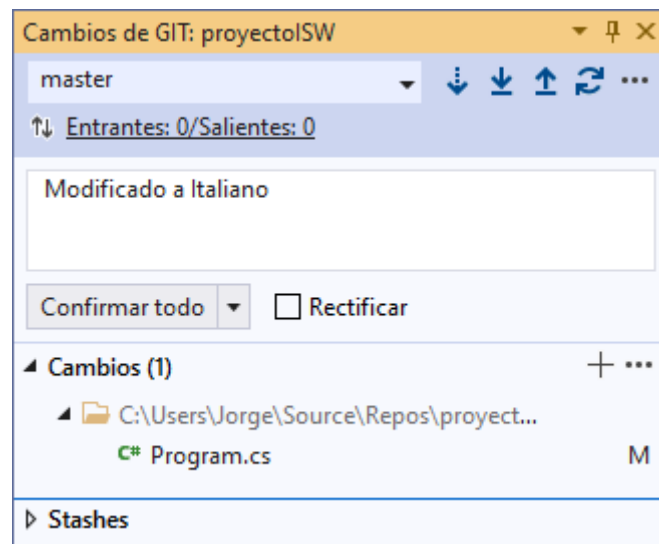 Cambios de GIT: proyectoISW
master
Entrantes: 0/Salientes: 0
Modificado a Italiano
Confirmar todo Rectificar
Cambios (1)
C:\Users\Jorge\Source\Repos\proyect...
C# Program.cs M
Stashes